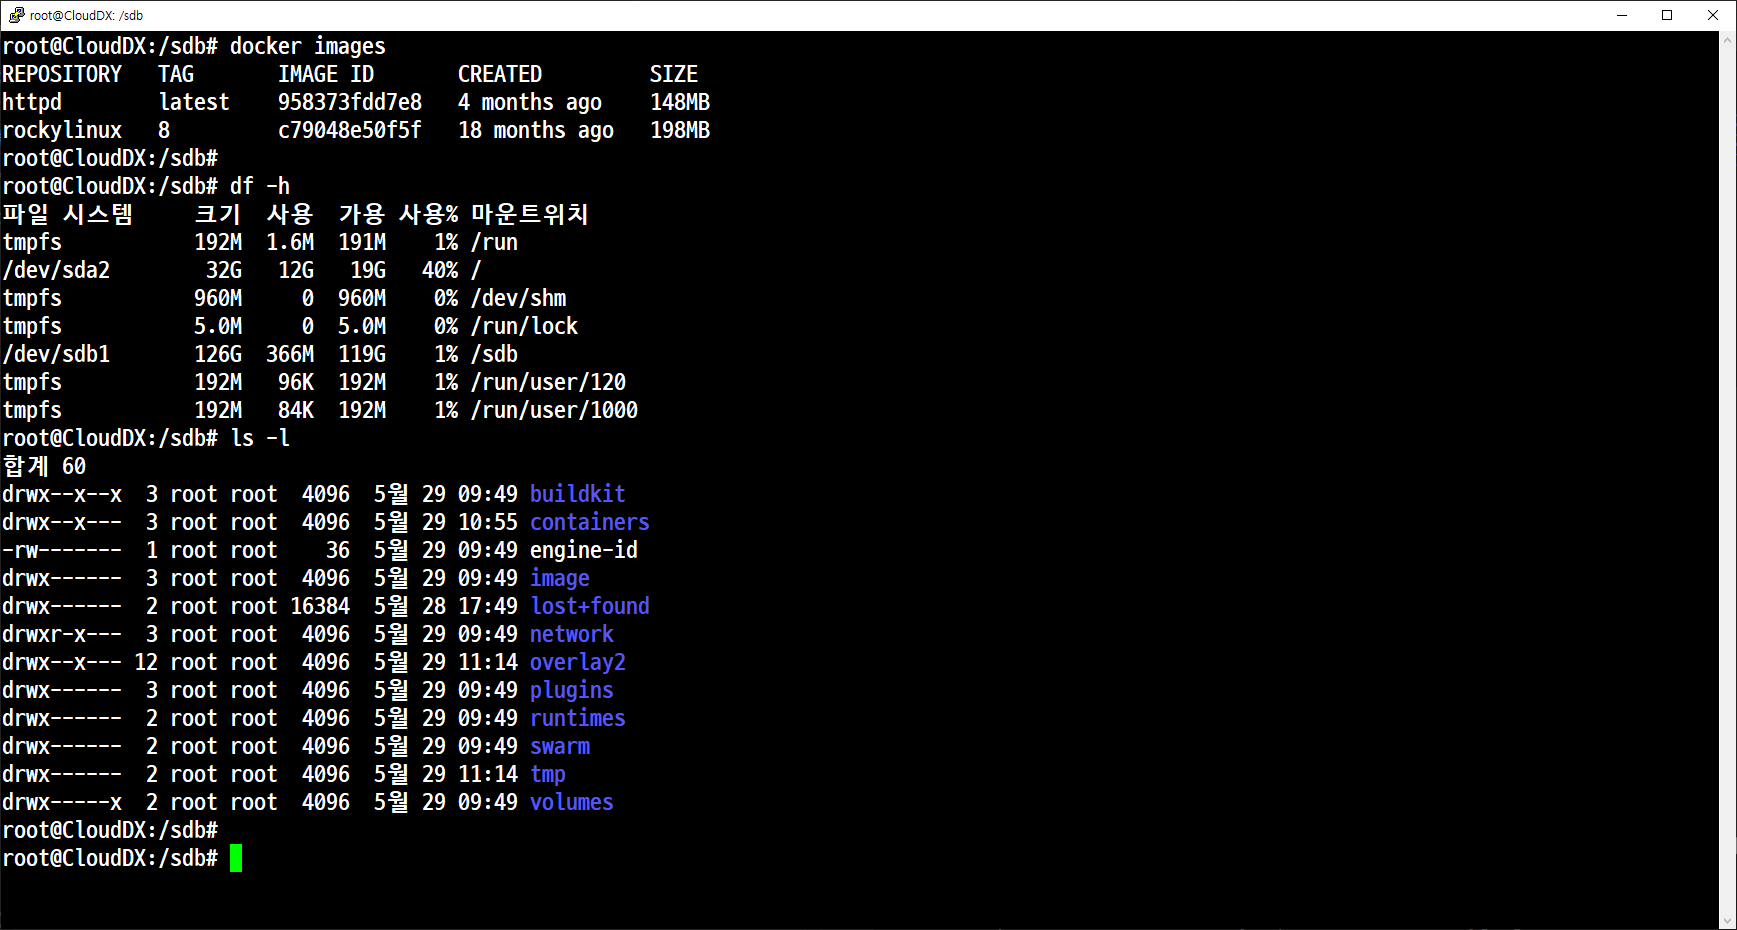 root@CloudDX: /sdb
root@CloudDX:/sdb# docker images
REPOSITORY   TAG       IMAGE ID       CREATED         SIZE
httpd        latest    958373fdd7e8   4 months ago    148MB
rockylinux   8         c79048e50f5f   18 months ago   198MB
root@CloudDX:/sdb#
root@CloudDX:/sdb# df -h
파일 시스템     크기  사용  가용 사용% 마운트위치
tmpfs           192M  1.6M  191M    1% /run
/dev/sda2        32G   12G   19G   40% /
tmpfs           960M     0  960M    0% /dev/shm
tmpfs           5.0M     0  5.0M    0% /run/lock
/dev/sdb1       126G  366M  119G    1% /sdb
tmpfs           192M   96K  192M    1% /run/user/120
tmpfs           192M   84K  192M    1% /run/user/1000
root@CloudDX:/sdb# ls -l
합계 60
drwx--x--x  3 root root  4096  5월 29 09:49 buildkit
drwx--x---  3 root root  4096  5월 29 10:55 containers
-rw-------  1 root root    36  5월 29 09:49 engine-id
drwx------  3 root root  4096  5월 29 09:49 image
drwx------  2 root root 16384  5월 28 17:49 lost+found
drwxr-x---  3 root root  4096  5월 29 09:49 network
drwx--x--- 12 root root  4096  5월 29 11:14 overlay2
drwx------  3 root root  4096  5월 29 09:49 plugins
drwx------  2 root root  4096  5월 29 09:49 runtimes
drwx------  2 root root  4096  5월 29 09:49 swarm
drwx------  2 root root  4096  5월 29 11:14 tmp
drwx-----x  2 root root  4096  5월 29 09:49 volumes
root@CloudDX:/sdb#
root@CloudDX:/sdb#